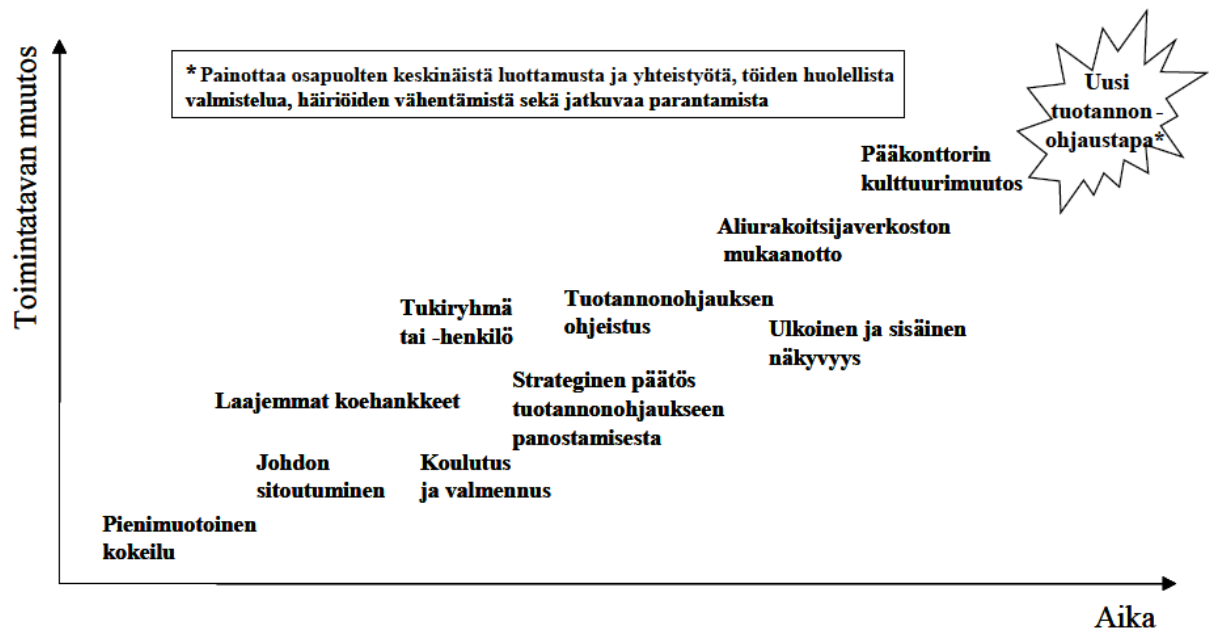 Toimintatavan muutos
* Painottaa osapuolten keskinäistä luottamusta ja yhteistyötä, töiden huolellista
valmistelua, häiriöiden vähentämistä sekä jatkuvaa parantamista
Uusi
tuotannon -
ohjaustapa*
Pääkonttorin
kulttuurimuutos
Aliurakoitsijaverkoston
mukaanotto
Tukiryhmä
tai -henkilö
Tuotannonohjauksen
ohjeistus
Ulkoinen ja sisäinen
näkyvyys
Laajemmat koehankkeet
Strateginen päätös
tuotannonohjaukseen
panostamisesta
Johdon
sitoutuminen
Koulutus
ja valmennus
Pienimuotoinen
kokeilu
Aika